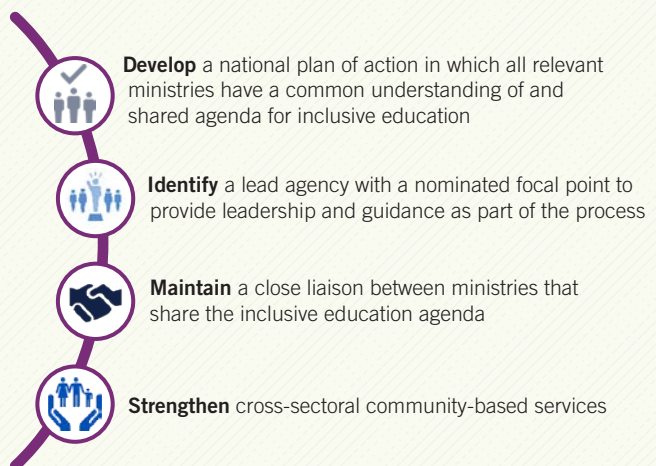 Develop a national plan of action in which all relevant
ministries have a common understanding of and
shared agenda for inclusive education
Identify a lead agency with a nominated focal point to
provide leadership and guidance as part of the process
Maintain a close liaison between ministries that
share the inclusive education agenda
Strengthen cross-sectoral community-based services